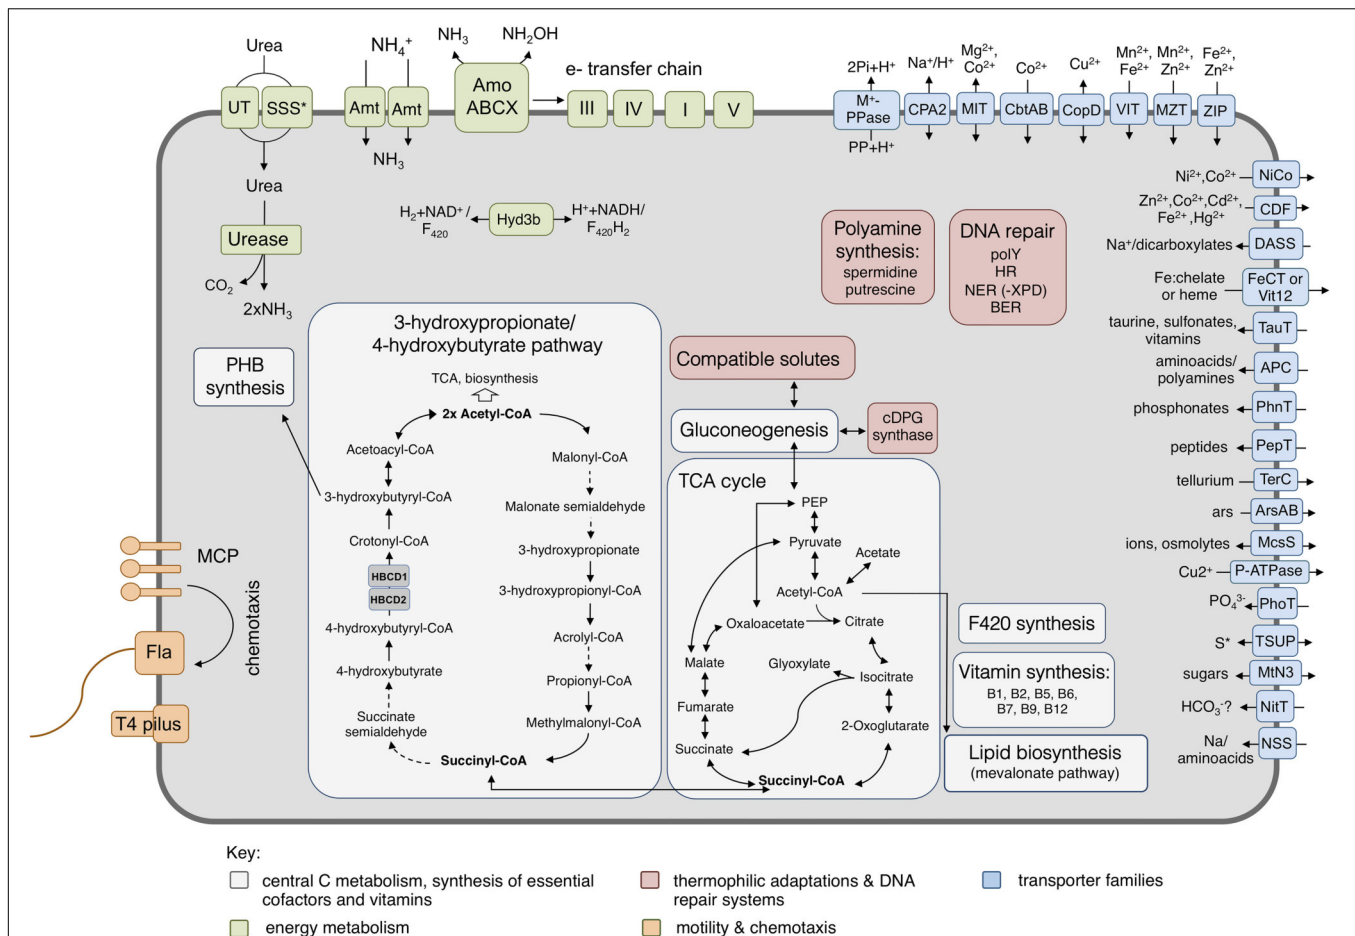 Urea
UT
SSS*
Urea
Urease
CO2
2xNH3
NH4+
Amt
Amt
NH3
NH3
NH2OH
Amo
ABCX
e- transfer chain
III
IV
I
V
H2+NAD+/
F420
Hyd3b
H++NADH/
F420H2
2Pi+H+
M+-
PPase
PP+H+
Na+/H+
CPA2
Mg2+,
Co2+
MIT
Co2+
CbtAB
Cu2+
CopD
Mn2+,
Fe2+
VIT
Mn2+,
Zn2+
MZT
Fe2+,
Zn2+
ZIP
Ni2+,Co2+
NiCo
Zn2+,Co2+,Cd2+,
Fe2+,Hg2+
CDF
Na+/dicarboxylates
DASS
Fe:chelate
or heme
FeCT or
Vit12
taurine, sulfonates,
vitamins
TauT
aminoacids/
polyamines
APC
phosphonates
PhnT
peptides
PepT
tellurium
TerC
ars
ArsAB
ions, osmolytes
McsS
Cu2+
P-ATPase
PO43-
PhoT
S*
TSUP
sugars
MtN3
HCO3-?
NitT
Na/
aminoacids
NSS
Polyamine
synthesis:
spermidine
putrescine
DNA repair
polY
HR
NER (-XPD)
BER
PHB
synthesis
3-hydroxypropionate/
4-hydroxybutyrate pathway
TCA, biosynthesis
2x Acetyl-CoA
Acetoacyl-CoA
3-hydroxybutyryl-CoA
Crotonyl-CoA
HBCD1
HBCD2
4-hydroxybutyryl-CoA
4-hydroxybutyrate
Succinate
semialdehyde
Succinyl-CoA
Malonyl-CoA
Malonate semialdehyde
3-hydroxypropionate
3-hydroxypropionyl-CoA
Acrolyl-CoA
Propionyl-CoA
Methylmalonyl-CoA
Compatible solutes
Gluconeogenesis
cDPG
synthase
TCA cycle
PEP
Pyruvate
Acetate
Acetyl-CoA
Oxaloacetate
Citrate
Malate
Glyoxylate
Isocitrate
Fumarate
2-Oxoglutarate
Succinate
Succinyl-CoA
F420 synthesis
Vitamin synthesis:
B1, B2, B5, B6,
B7, B9, B12
Lipid biosynthesis
(mevalonate pathway)
MCP
chemotaxis
Fla
T4 pilus
Key:
central C metabolism, synthesis of essential
cofactors and vitamins
energy metabolism
thermophilic adaptations & DNA
repair systems
motility & chemotaxis
transporter families